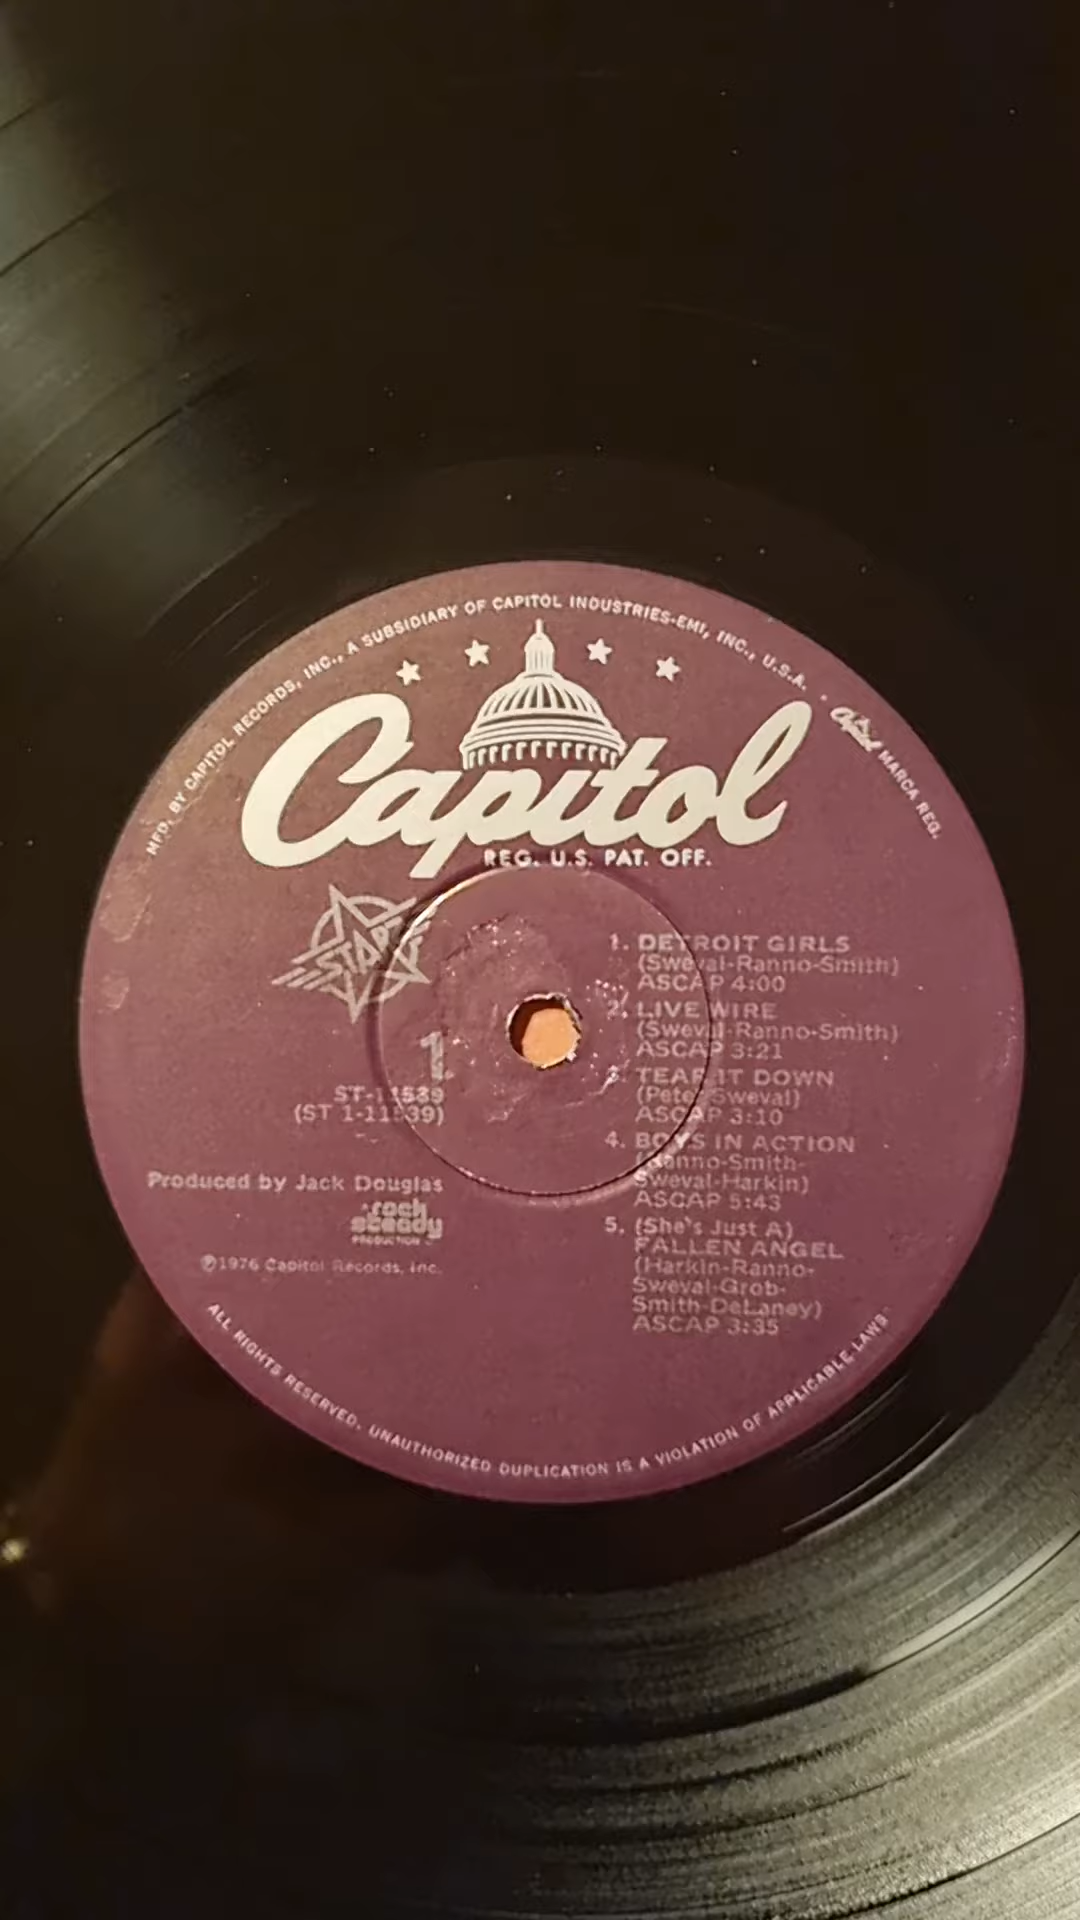 MFD. BY CAPITOL RECORDS, INC., A SUBSIDIARY OF CAPITOL INDUSTRIES-EMI, INC., U.S.A. • Capitol MARCA REG.
Capitol
REG. U.S. PAT. OFF.
STARZ
1
ST-11539
(ST 1-11539)
Produced by Jack Douglas
rock
steady
PRODUCTION
℗1976 Capitol Records, Inc.
1. DETROIT GIRLS
(Sweval-Ranno-Smith)
ASCAP 4:00
2. LIVE WIRE
(Sweval-Ranno-Smith)
ASCAP 3:21
3. TEAR IT DOWN
(Peter Sweval)
ASCAP 3:10
4. BOYS IN ACTION
(Ranno-Smith-
Sweval-Harkin)
ASCAP 5:43
5. (She's Just A)
FALLEN ANGEL
(Harkin-Ranno-
Sweval-Grob-
Smith-DeLaney)
ASCAP 3:35
ALL RIGHTS RESERVED. UNAUTHORIZED DUPLICATION IS A VIOLATION OF APPLICABLE LAWS